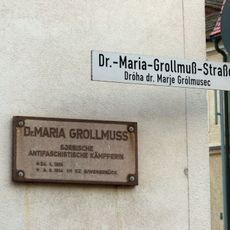 Dr.-Maria-Grollmuß-Straße
Dróha dr. Marje Grólmusec
Dr. MARIA GROLLMUSS
SORBISCHE
ANTIFASCHISTISCHE KÄMPFERIN